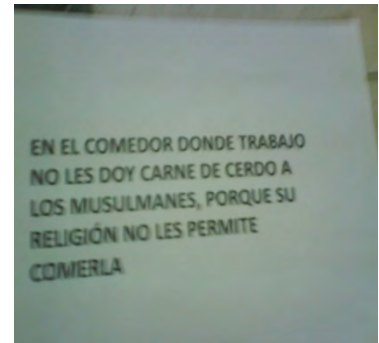 EN EL COMEDOR DONDE TRABAJO
NO LES DOY CARNE DE CERDO A
LOS MUSULMANES, PORQUE SU
RELIGIÓN NO LES PERMITE
COMERLA